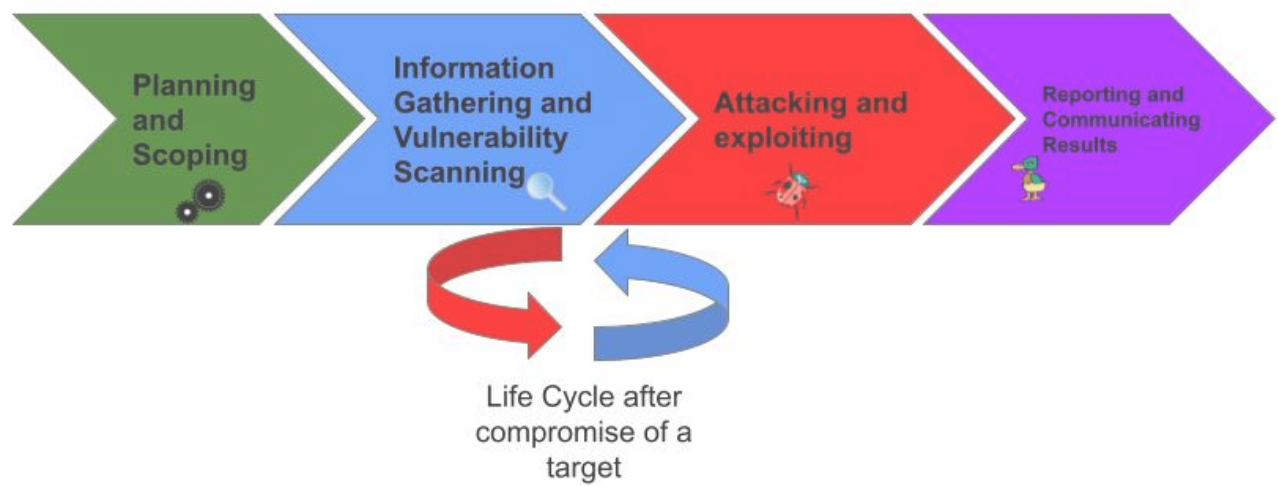 Planning
and
Scoping
Information
Gathering and
Vulnerability
Scanning
Attacking and
exploiting
Reporting and
Communicating
Results
Life Cycle after
compromise of a
target